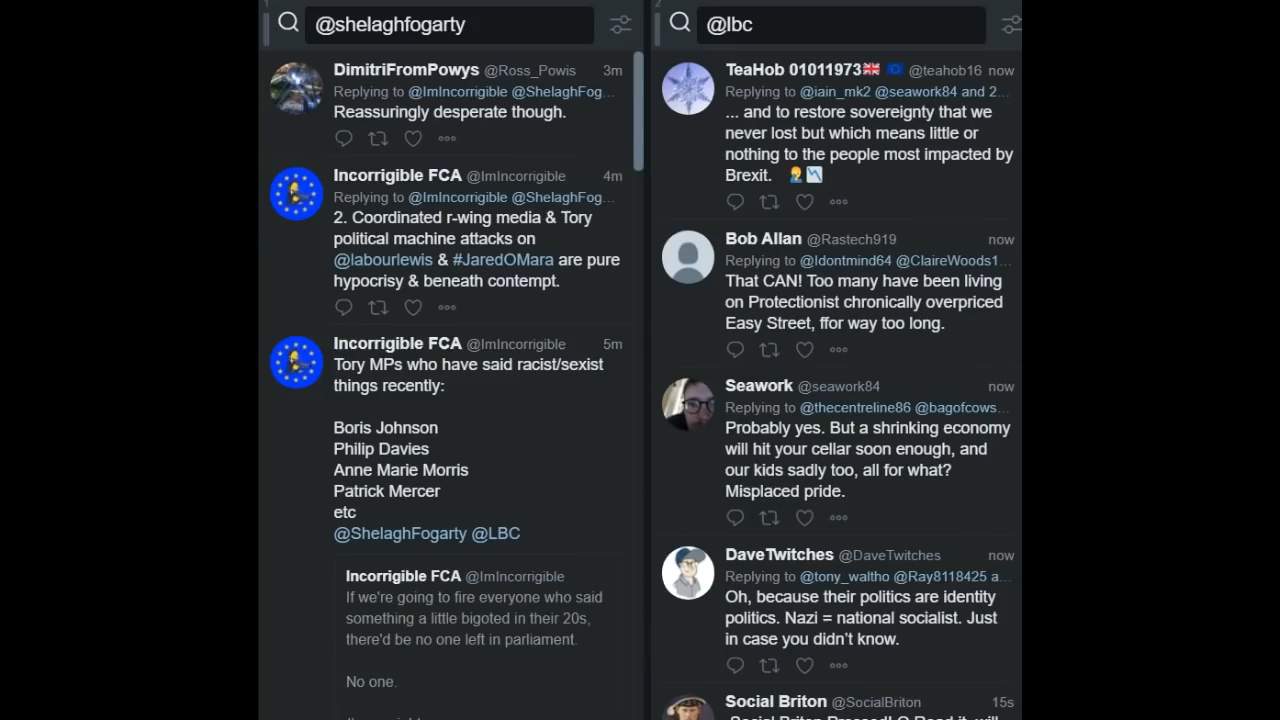 1
@shelaghfogarty
DimitriFromPowys @Ross_Powis 3m
Replying to @ImIncorrigible @ShelaghFog...
Reassuringly desperate though.
Incorrigible FCA @ImIncorrigible 4m
Replying to @ImIncorrigible @ShelaghFog...
2. Coordinated r-wing media & Tory
political machine attacks on
@labourlewis & #JaredOMara are pure
hypocrisy & beneath contempt.
Incorrigible FCA @ImIncorrigible 5m
Tory MPs who have said racist/sexist
things recently:
Boris Johnson
Philip Davies
Anne Marie Morris
Patrick Mercer
etc
@ShelaghFogarty @LBC
Incorrigible FCA @ImIncorrigible
If we're going to fire everyone who said
something a little bigoted in their 20s,
there'd be no one left in parliament.
No one.
2
@lbc
TeaHob 01011973🇬🇧 🇪🇺 @teahob16 now
Replying to @iain_mk2 @seawork84 and 2...
... and to restore sovereignty that we
never lost but which means little or
nothing to the people most impacted by
Brexit. 🤦‍♂️📉
Bob Allan @Rastech919 now
Replying to @Idontmind64 @ClaireWoods1...
That CAN! Too many have been living
on Protectionist chronically overpriced
Easy Street, ffor way too long.
Seawork @seawork84 now
Replying to @thecentreline86 @bagofcows...
Probably yes. But a shrinking economy
will hit your cellar soon enough, and
our kids sadly too, all for what?
Misplaced pride.
DaveTwitches @DaveTwitches now
Replying to @tony_waltho @Ray8118425 a...
Oh, because their politics are identity
politics. Nazi = national socialist. Just
in case you didn't know.
Social Briton @SocialBriton 15s